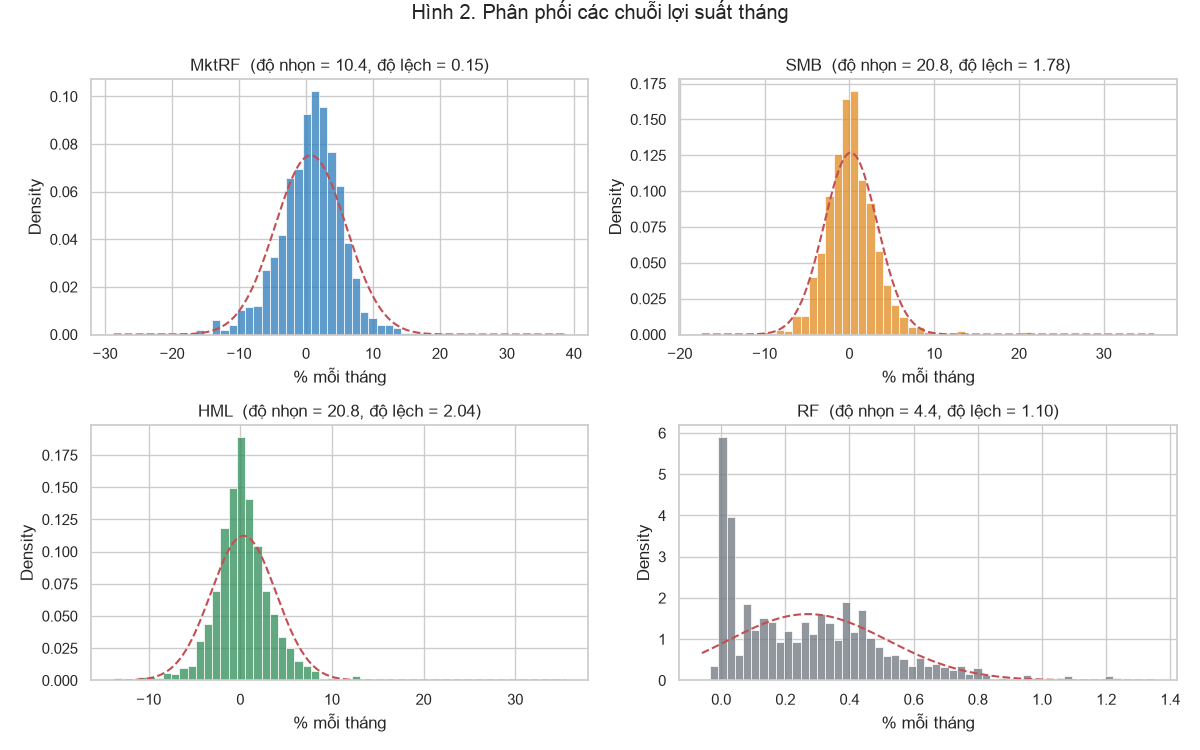 Hình 2. Phân phối các chuỗi lợi suất tháng
MktRF (độ nhọn = 10.4, độ lệch = 0.15)
0.10
0.08
0.06
0.04
0.02
0.00
Density
−30 −20 −10 0 10 20 30 40
% mỗi tháng
SMB (độ nhọn = 20.8, độ lệch = 1.78)
0.175
0.150
0.125
0.100
0.075
0.050
0.025
0.000
Density
−20 −10 0 10 20 30
% mỗi tháng
HML (độ nhọn = 20.8, độ lệch = 2.04)
0.175
0.150
0.125
0.100
0.075
0.050
0.025
0.000
Density
−10 0 10 20 30
% mỗi tháng
RF (độ nhọn = 4.4, độ lệch = 1.10)
6
5
4
3
2
1
0
Density
0.0 0.2 0.4 0.6 0.8 1.0 1.2 1.4
% mỗi tháng